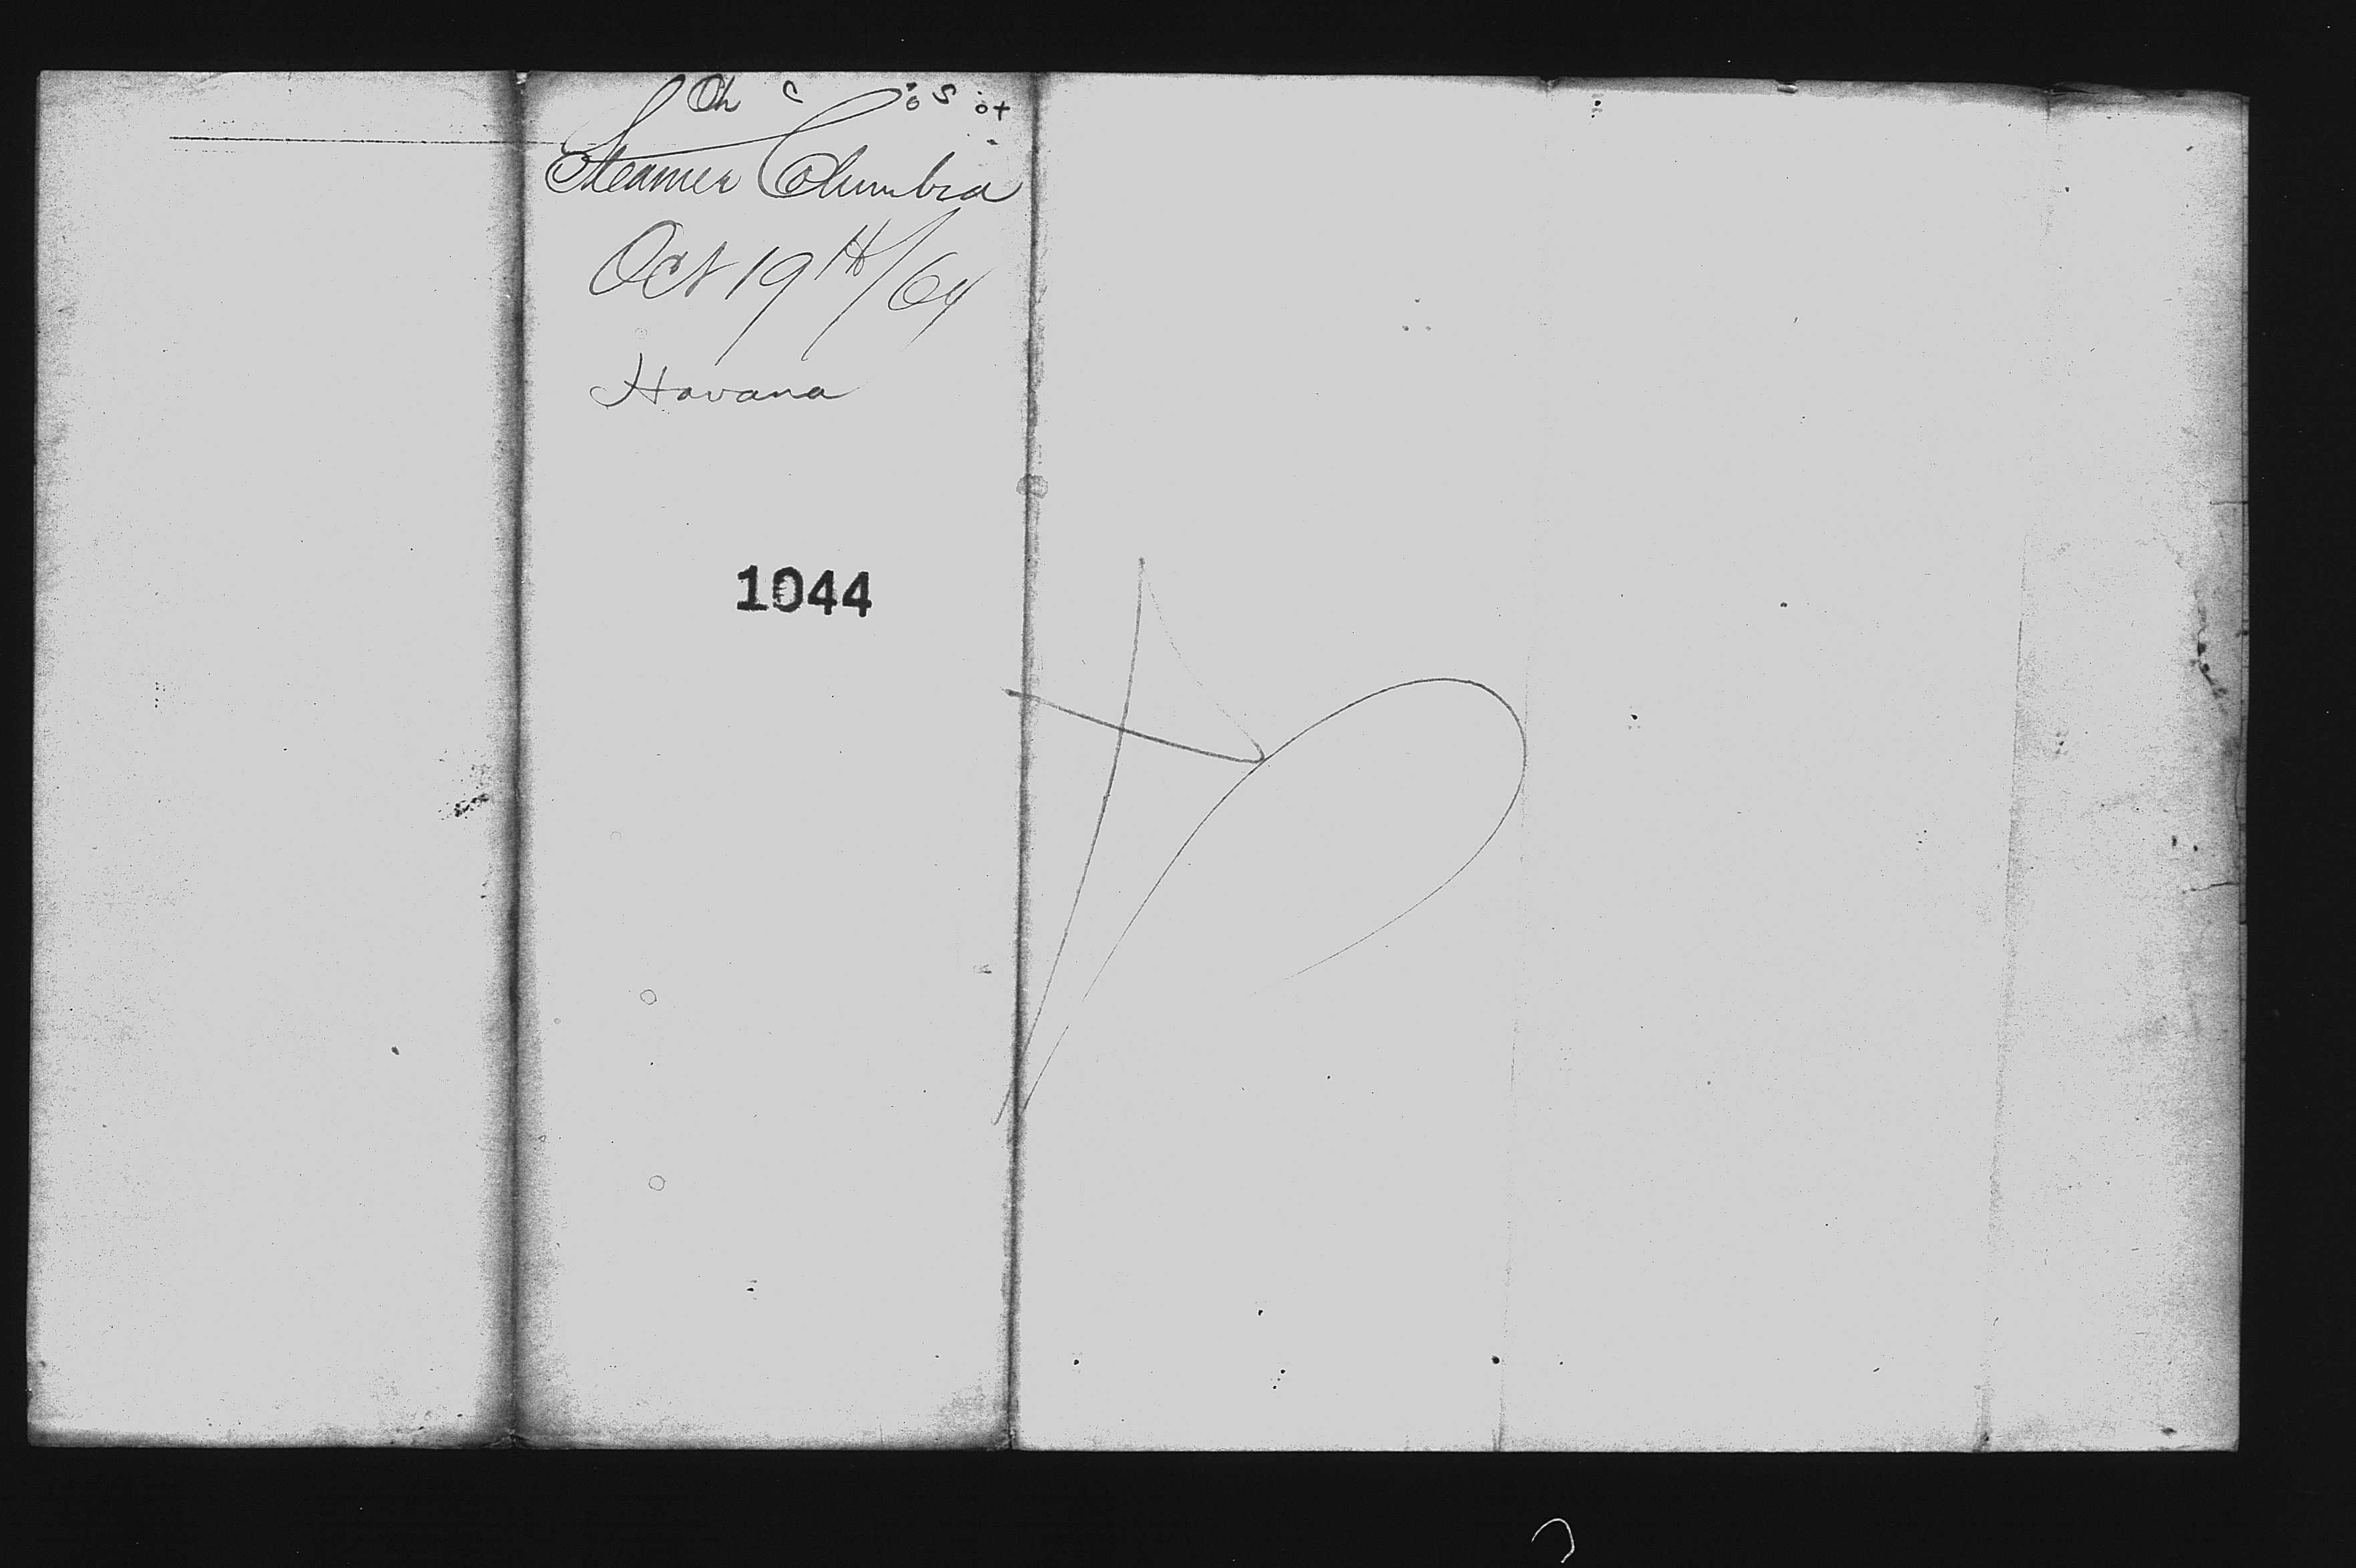 Steamer Columbia
Oct 19th/64
Havana
1044